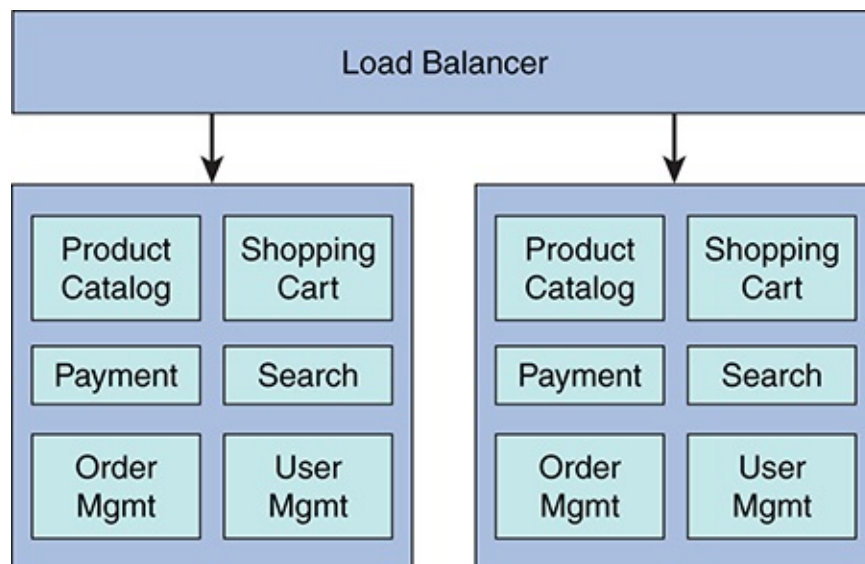 Load Balancer
Product
Catalog
Shopping
Cart
Payment
Search
Order
Mgmt
User
Mgmt
Product
Catalog
Shopping
Cart
Payment
Search
Order
Mgmt
User
Mgmt